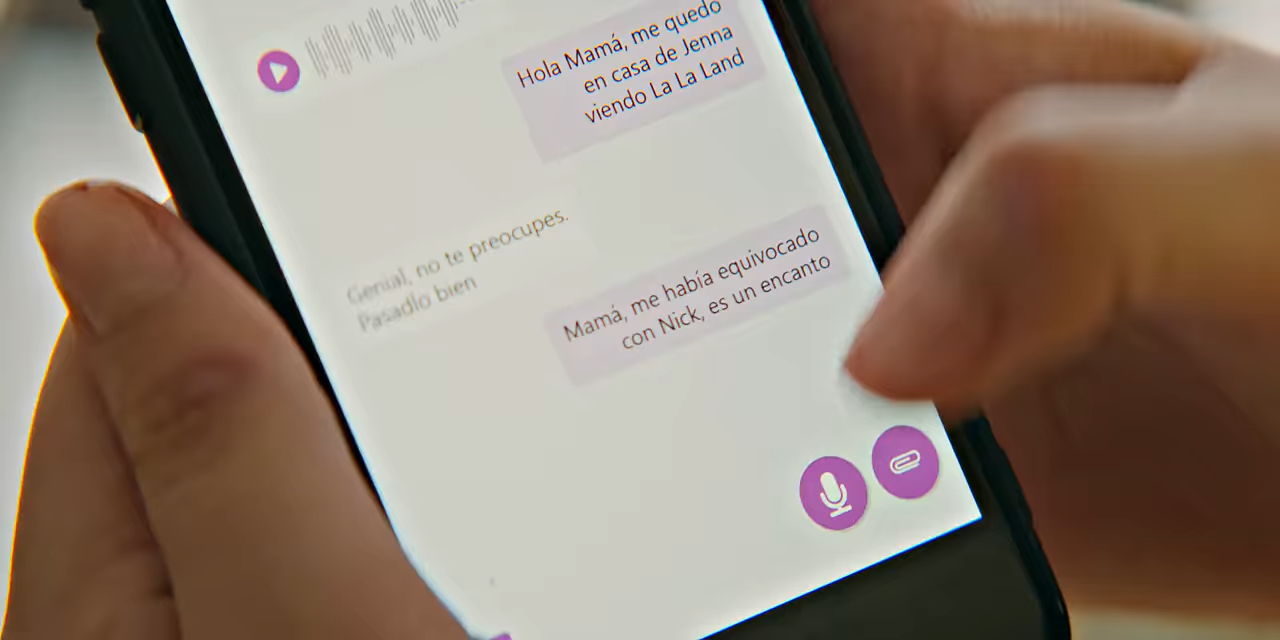 Hola Mamá, me quedo
en casa de Jenna
viendo La La Land
Genial, no te preocupes.
Pasadlo bien
Mamá, me había equivocado
con Nick, es un encanto